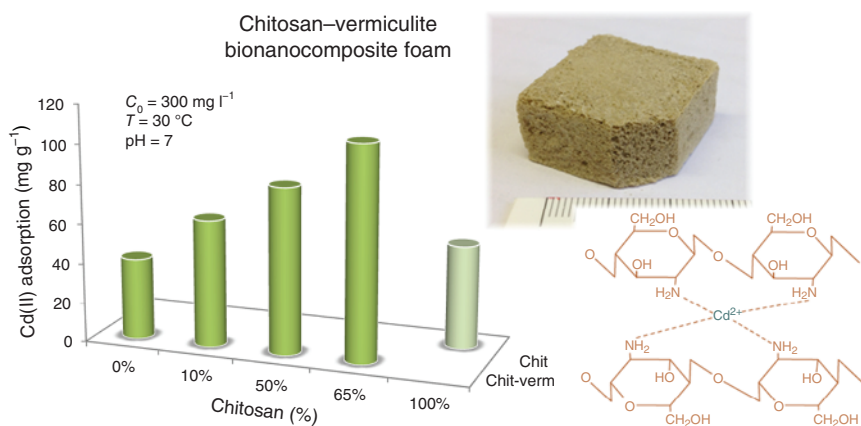 Chitosan–vermiculite
bionanocomposite foam
Cd(II) adsorption (mg g⁻¹)
120
100
80
60
40
20
0
C₀ = 300 mg l⁻¹
T = 30 °C
pH = 7
0%
10%
50%
65%
100%
Chitosan (%)
Chit
Chit-verm
CH₂OH
CH₂OH
O
O
O
O
OH
OH
H₂N
H₂N
Cd²⁺
NH₂
NH₂
O
HO
O
HO
O
O
CH₂OH
CH₂OH